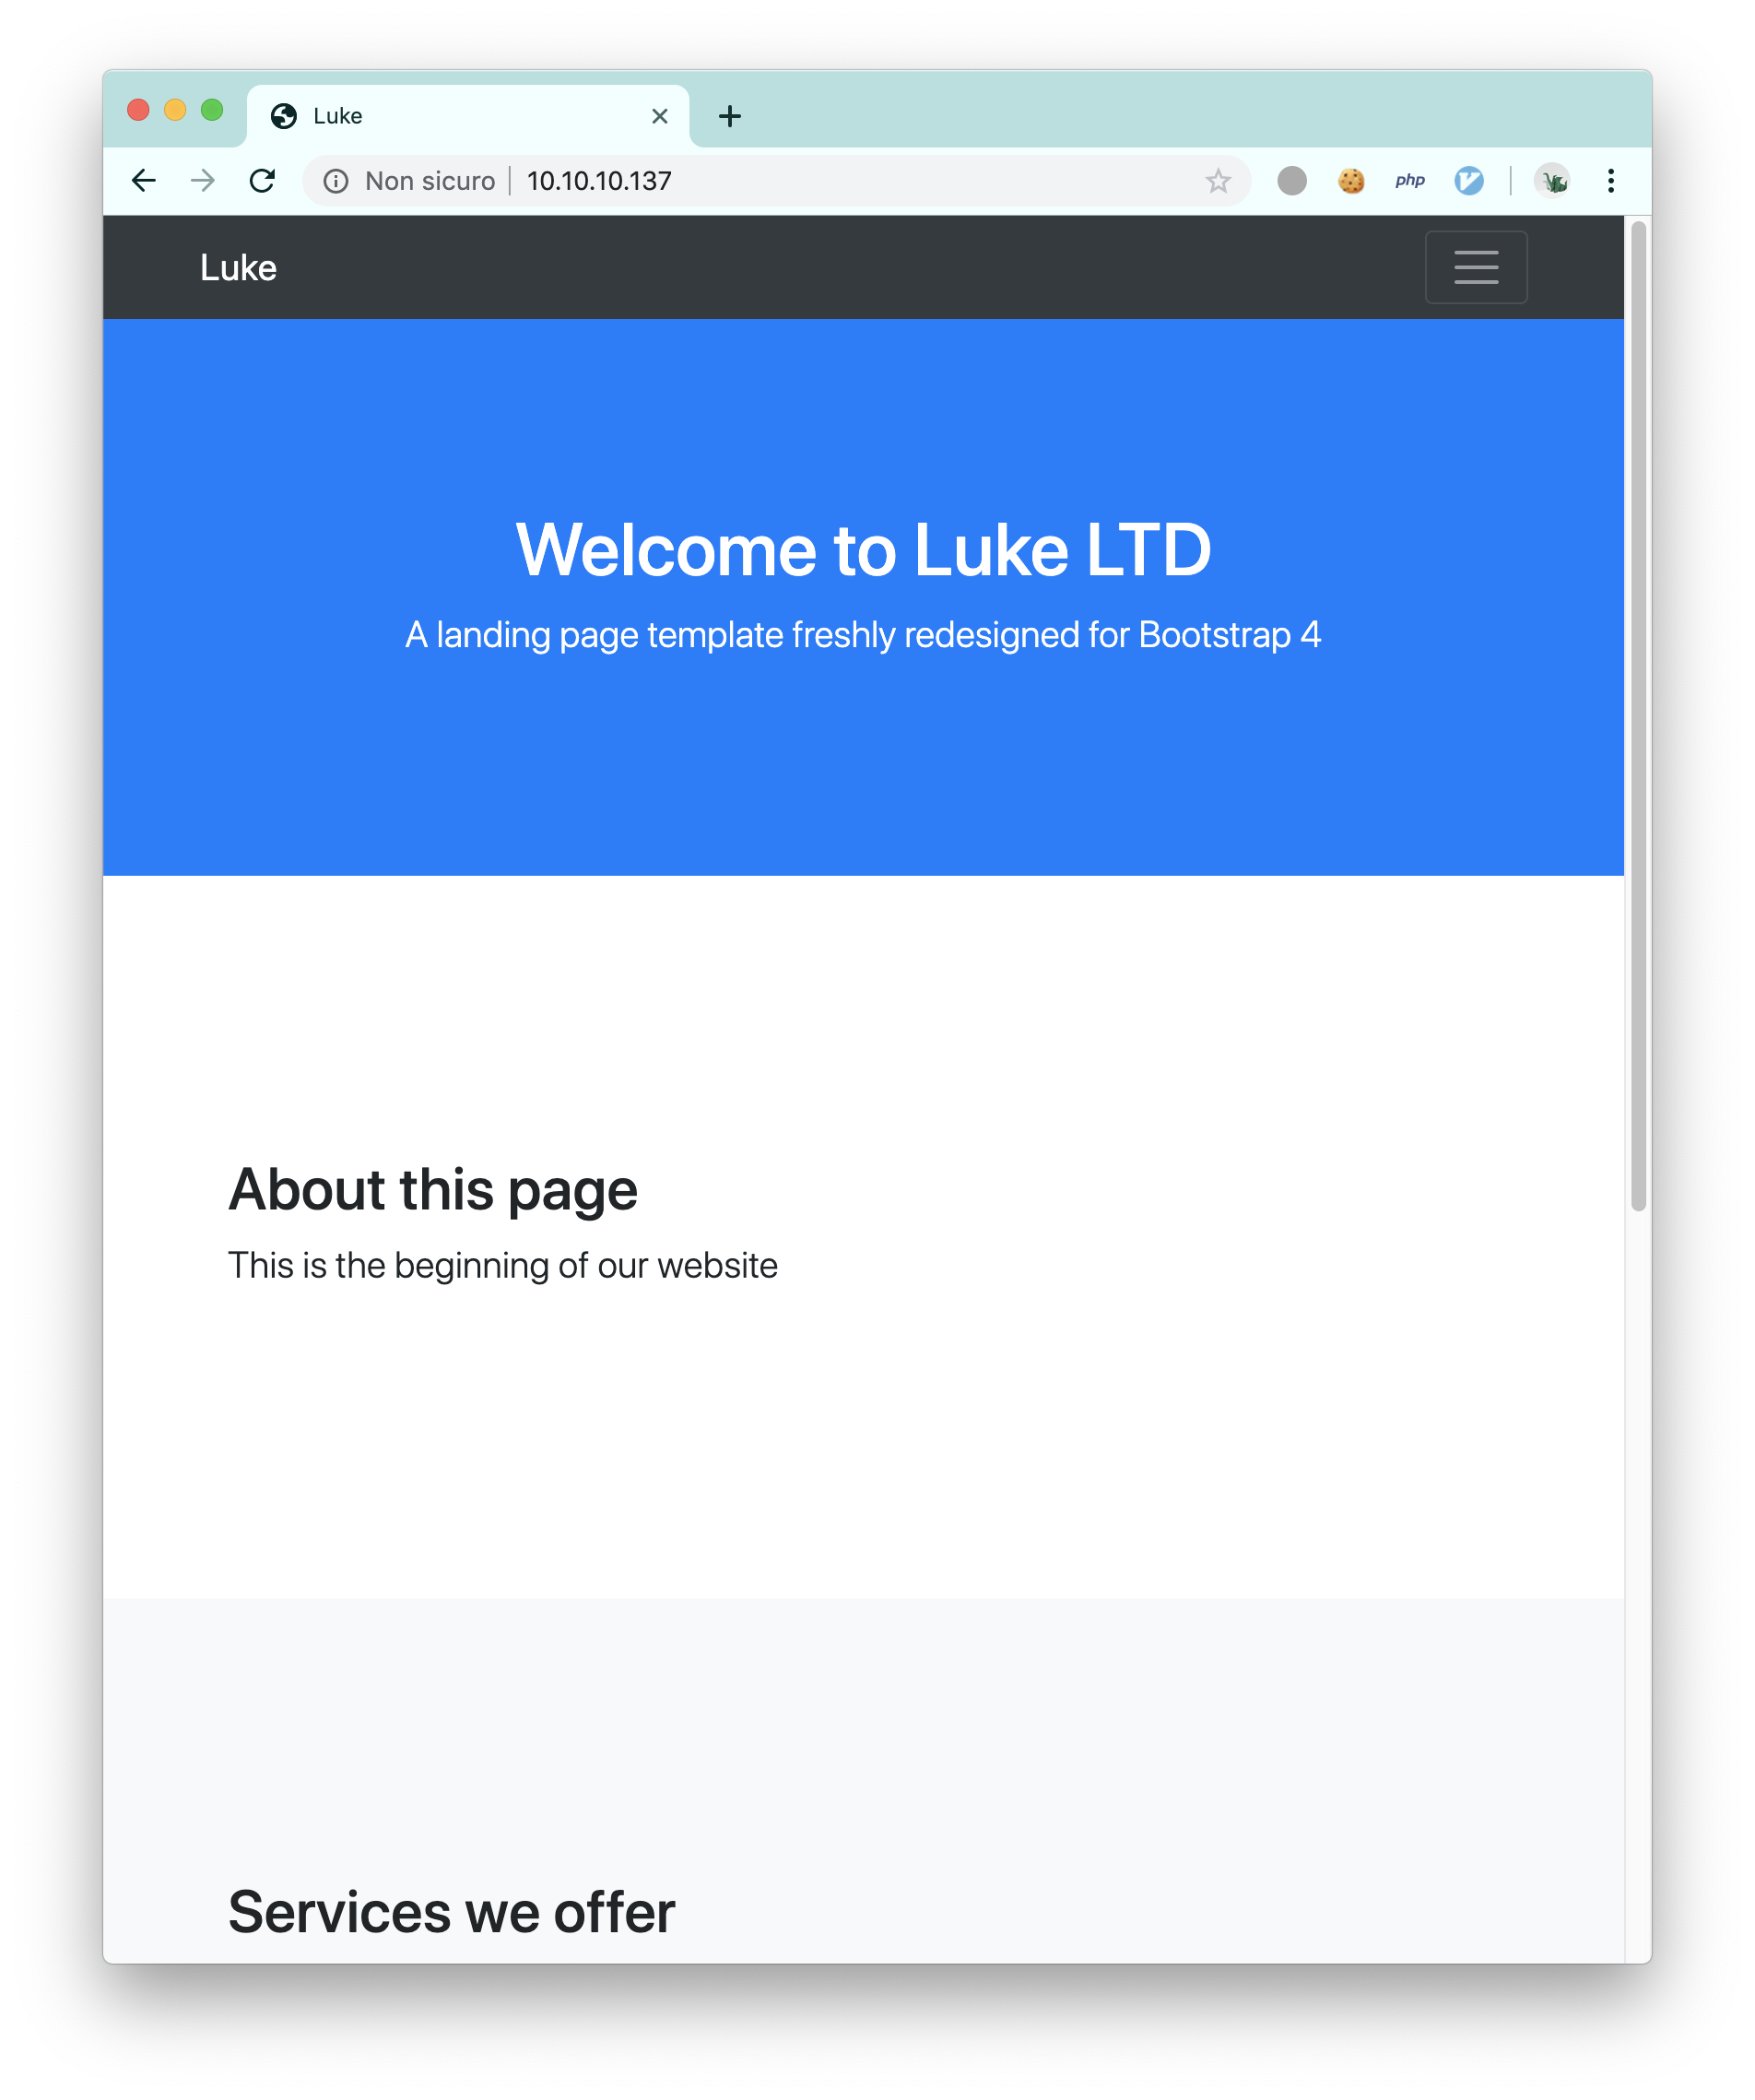 Luke
Non sicuro
10.10.10.137
php
Luke
Welcome to Luke LTD
A landing page template freshly redesigned for Bootstrap 4
About this page
This is the beginning of our website
Services we offer